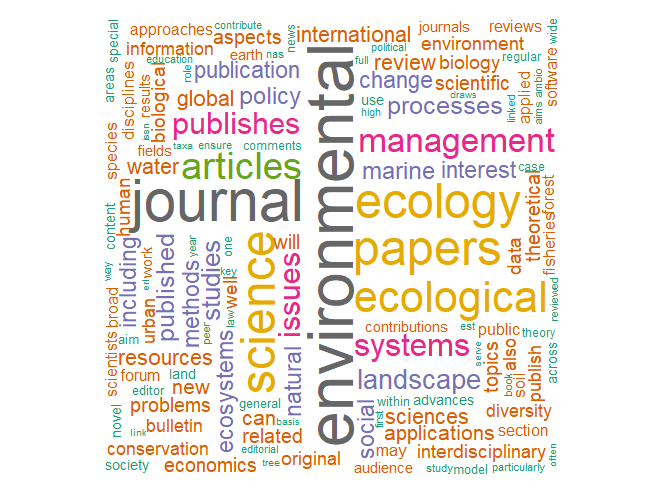 approaches
contribute
news
international
journals
reviews
wide
special
information
aspects
political
environment
regular
areas
education
earth
nas
full
review
biology
software
role
publication
change
scientific
disciplines
issn
results
biological
global
policy
use
high
processes
linked
draws
applied
aims
ambio
publishes
species
taxa
ensure
comments
management
fields
water
articles
marine
interest
case
human
journal
environmental
ecology
theoretical
forest
fisheries
content
way
including
work
erl
published
methods
year
studies
science
will
one
key
issues
papers
data
ecological
reviewed
broad
urban
peer
well
law
contributions
est
public
theory
scientists
aim
resources
ecosystems
natural
systems
serve
topics
also
across
forum
land
new
landscape
book
soil
publish
editor
general
social
within
advances
diversity
novel
problems
can
basis
first
sciences
link
bulletin
related
editorial
applications
section
conservation
may
interdisciplinary
society
economics
tree
original
audience
study
model
particularly
often